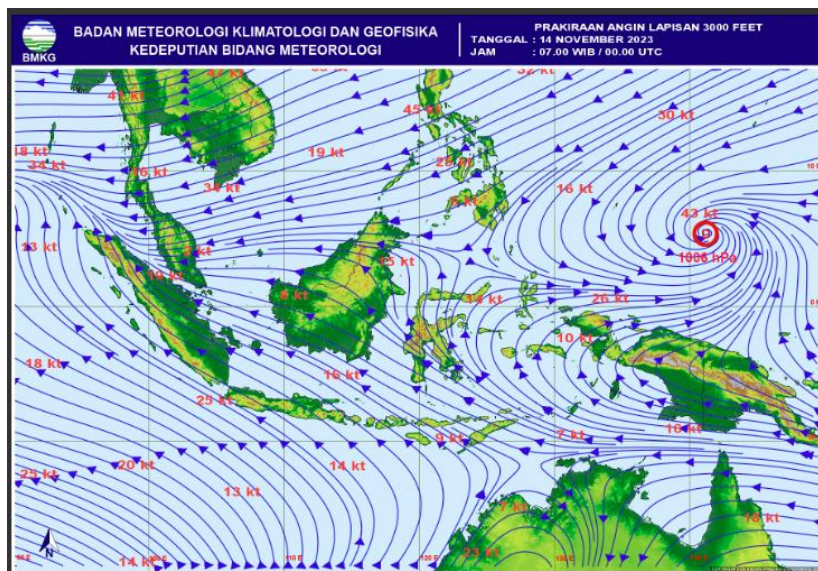 BMKG
BADAN METEOROLOGI KLIMATOLOGI DAN GEOFISIKA
KEDEPUTIAN BIDANG METEOROLOGI
PRAKIRAAN ANGIN LAPISAN 3000 FEET
TANGGAL : 14 NOVEMBER 2023
JAM : 07.00 WIB / 00.00 UTC
30 kt
19 kt
18 kt
34 kt
16 kt
34 kt
16 kt
43 kt
1006 hPa
13 kt
15 kt
26 kt
10 kt
18 kt
16 kt
25 kt
16 kt
9 kt
7 kt
20 kt
14 kt
25 kt
13 kt
7 kt
18 kt
23 kt
14 kt
N